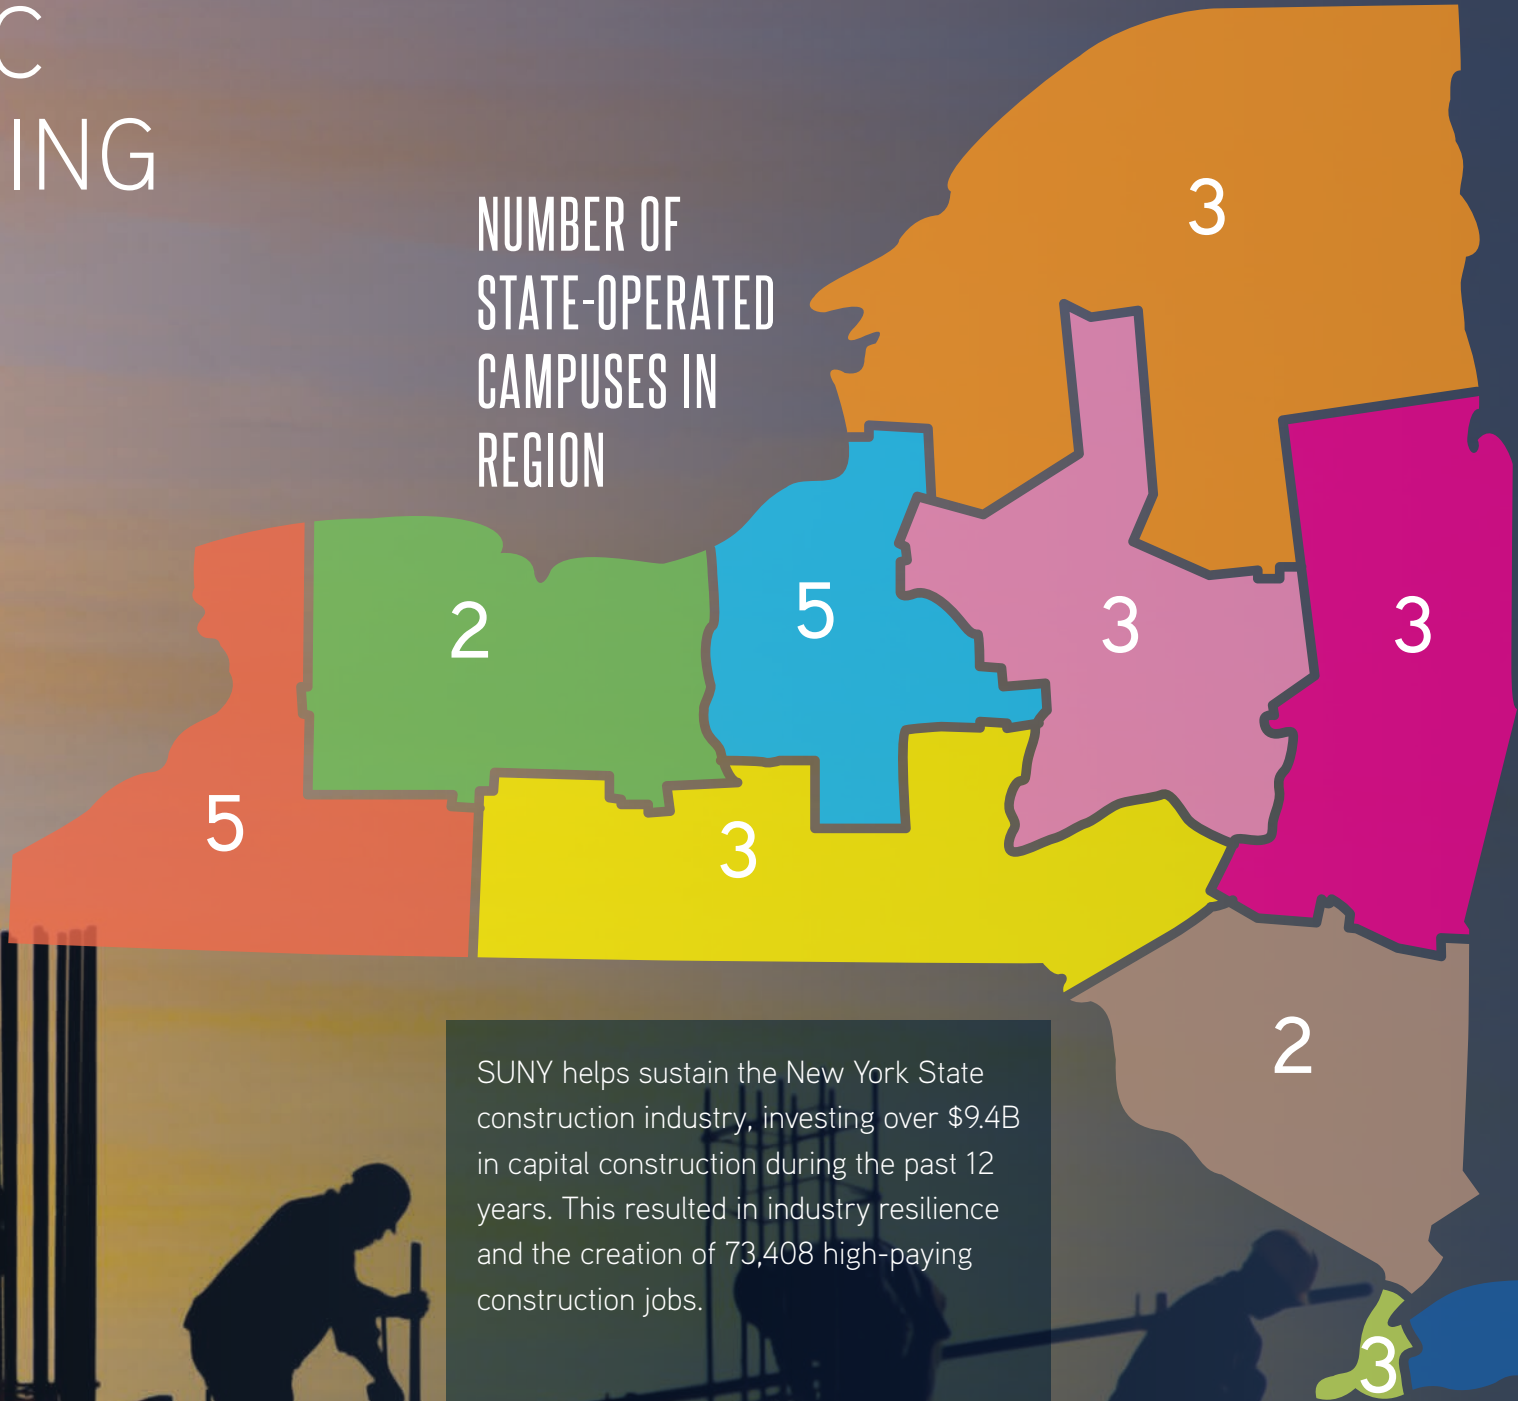 C
ING
NUMBER OF
STATE-OPERATED
CAMPUSES IN
REGION
3
2
5
3
3
5
3
2
SUNY helps sustain the New York State
construction industry, investing over $9.4B
in capital construction during the past 12
years. This resulted in industry resilience
and the creation of 73,408 high-paying
construction jobs.
3